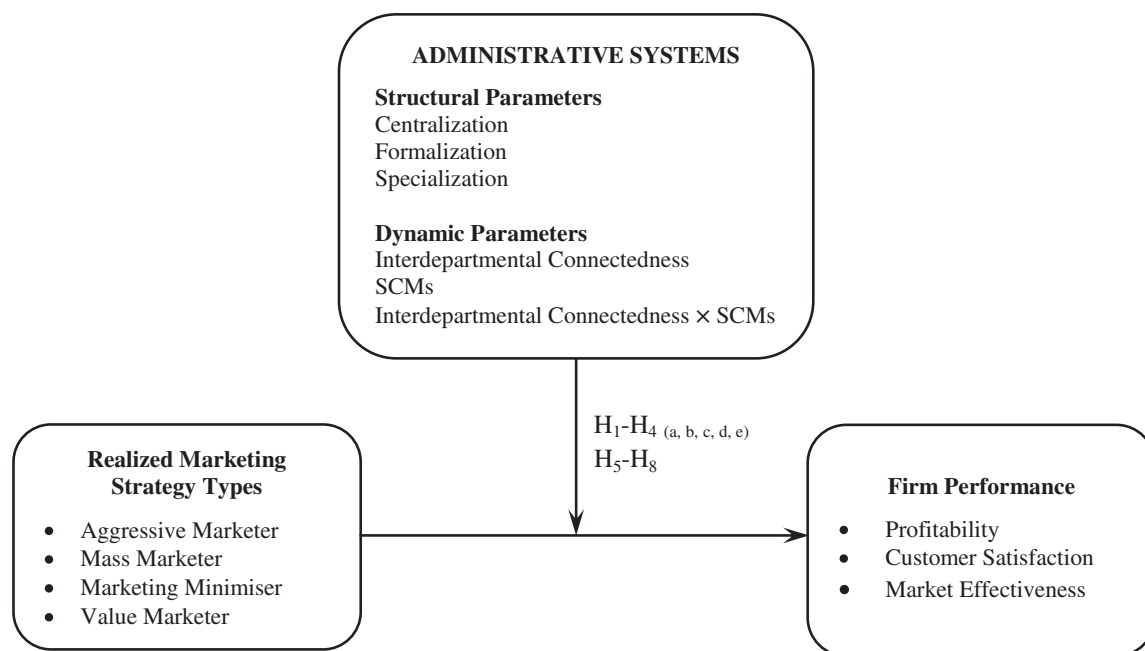 ADMINISTRATIVE SYSTEMS
Structural Parameters
Centralization
Formalization
Specialization
Dynamic Parameters
Interdepartmental Connectedness
SCMs
Interdepartmental Connectedness × SCMs
H₁-H₄ (a, b, c, d, e)
H₅-H₈
Realized Marketing
Strategy Types
• Aggressive Marketer
• Mass Marketer
• Marketing Minimiser
• Value Marketer
Firm Performance
• Profitability
• Customer Satisfaction
• Market Effectiveness